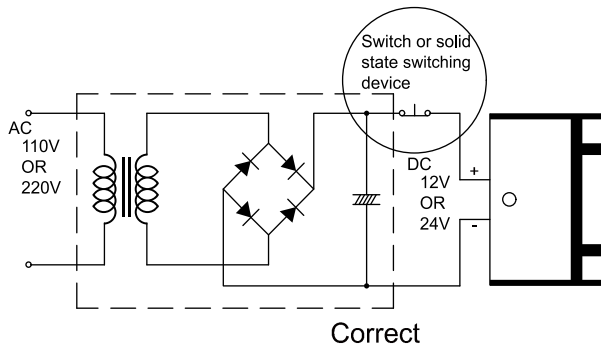 Switch or solid
state switching
device
AC
110V
OR
220V
DC
12V
OR
24V
+
-
Correct